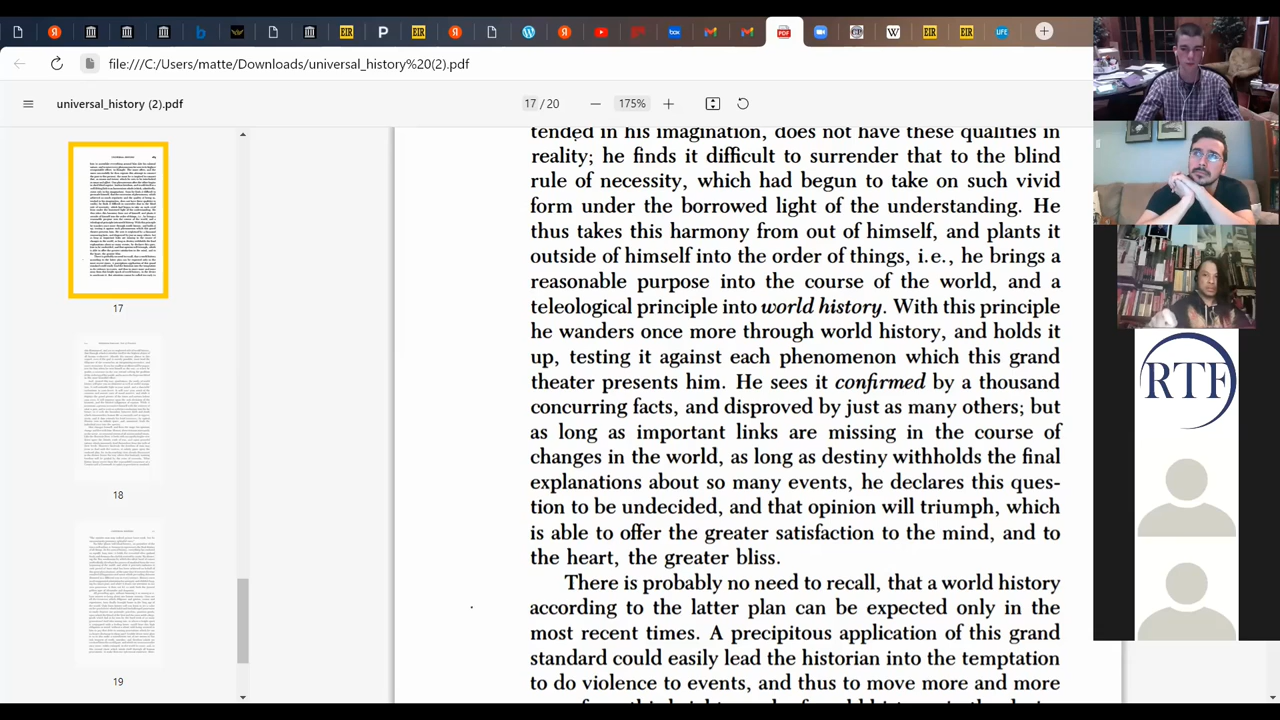 EIR
P
EIR
box
PDF
W
EIR
EIR
LIFE
file:///C:/Users/matte/Downloads/universal_history%20(2).pdf
universal_history (2).pdf
17 / 20
175%
17
18
19
tended in his imagination, does not have these qualities in
reality; he finds it difficult to surrender that to the blind
rule of necessity, which had begun to take on such vivid
form under the borrowed light of the understanding. He
thus takes this harmony from out of himself, and plants it
outside of himself into the order of things, i.e., he brings a
reasonable purpose into the course of the world, and a
teleological principle into world history. With this principle
he wanders once more through world history, and holds it
up, testing it against each phenomenon which this grand
presents him. He sees it confirmed by a thousand
facts, and disproved by just as many others; but
as important links are missing in the course of
changes in the world, as long as destiny withholds the final
explanations about so many events, he declares this ques-
tion to be undecided, and that opinion will triumph, which
is able to offer the greater satisfaction to the mind, and to
the heart, the greater bliss.
There is probably no need to recall, that a world history
according to the latter plan can be expected only in the
recent times. A precipitous application of this grand
standard could easily lead the historian into the temptation
to do violence to events, and thus to move more and more
RTF